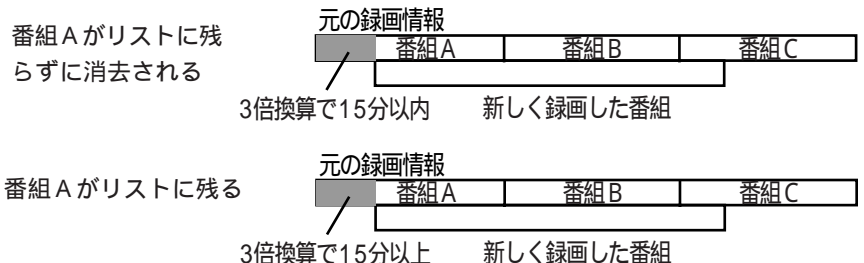 番組Aがリストに残
らずに消去される
元の録画情報
番組A 番組B 番組C
3倍換算で15分以内 新しく録画した番組
番組Aがリストに残る
元の録画情報
番組A 番組B 番組C
3倍換算で15分以上 新しく録画した番組